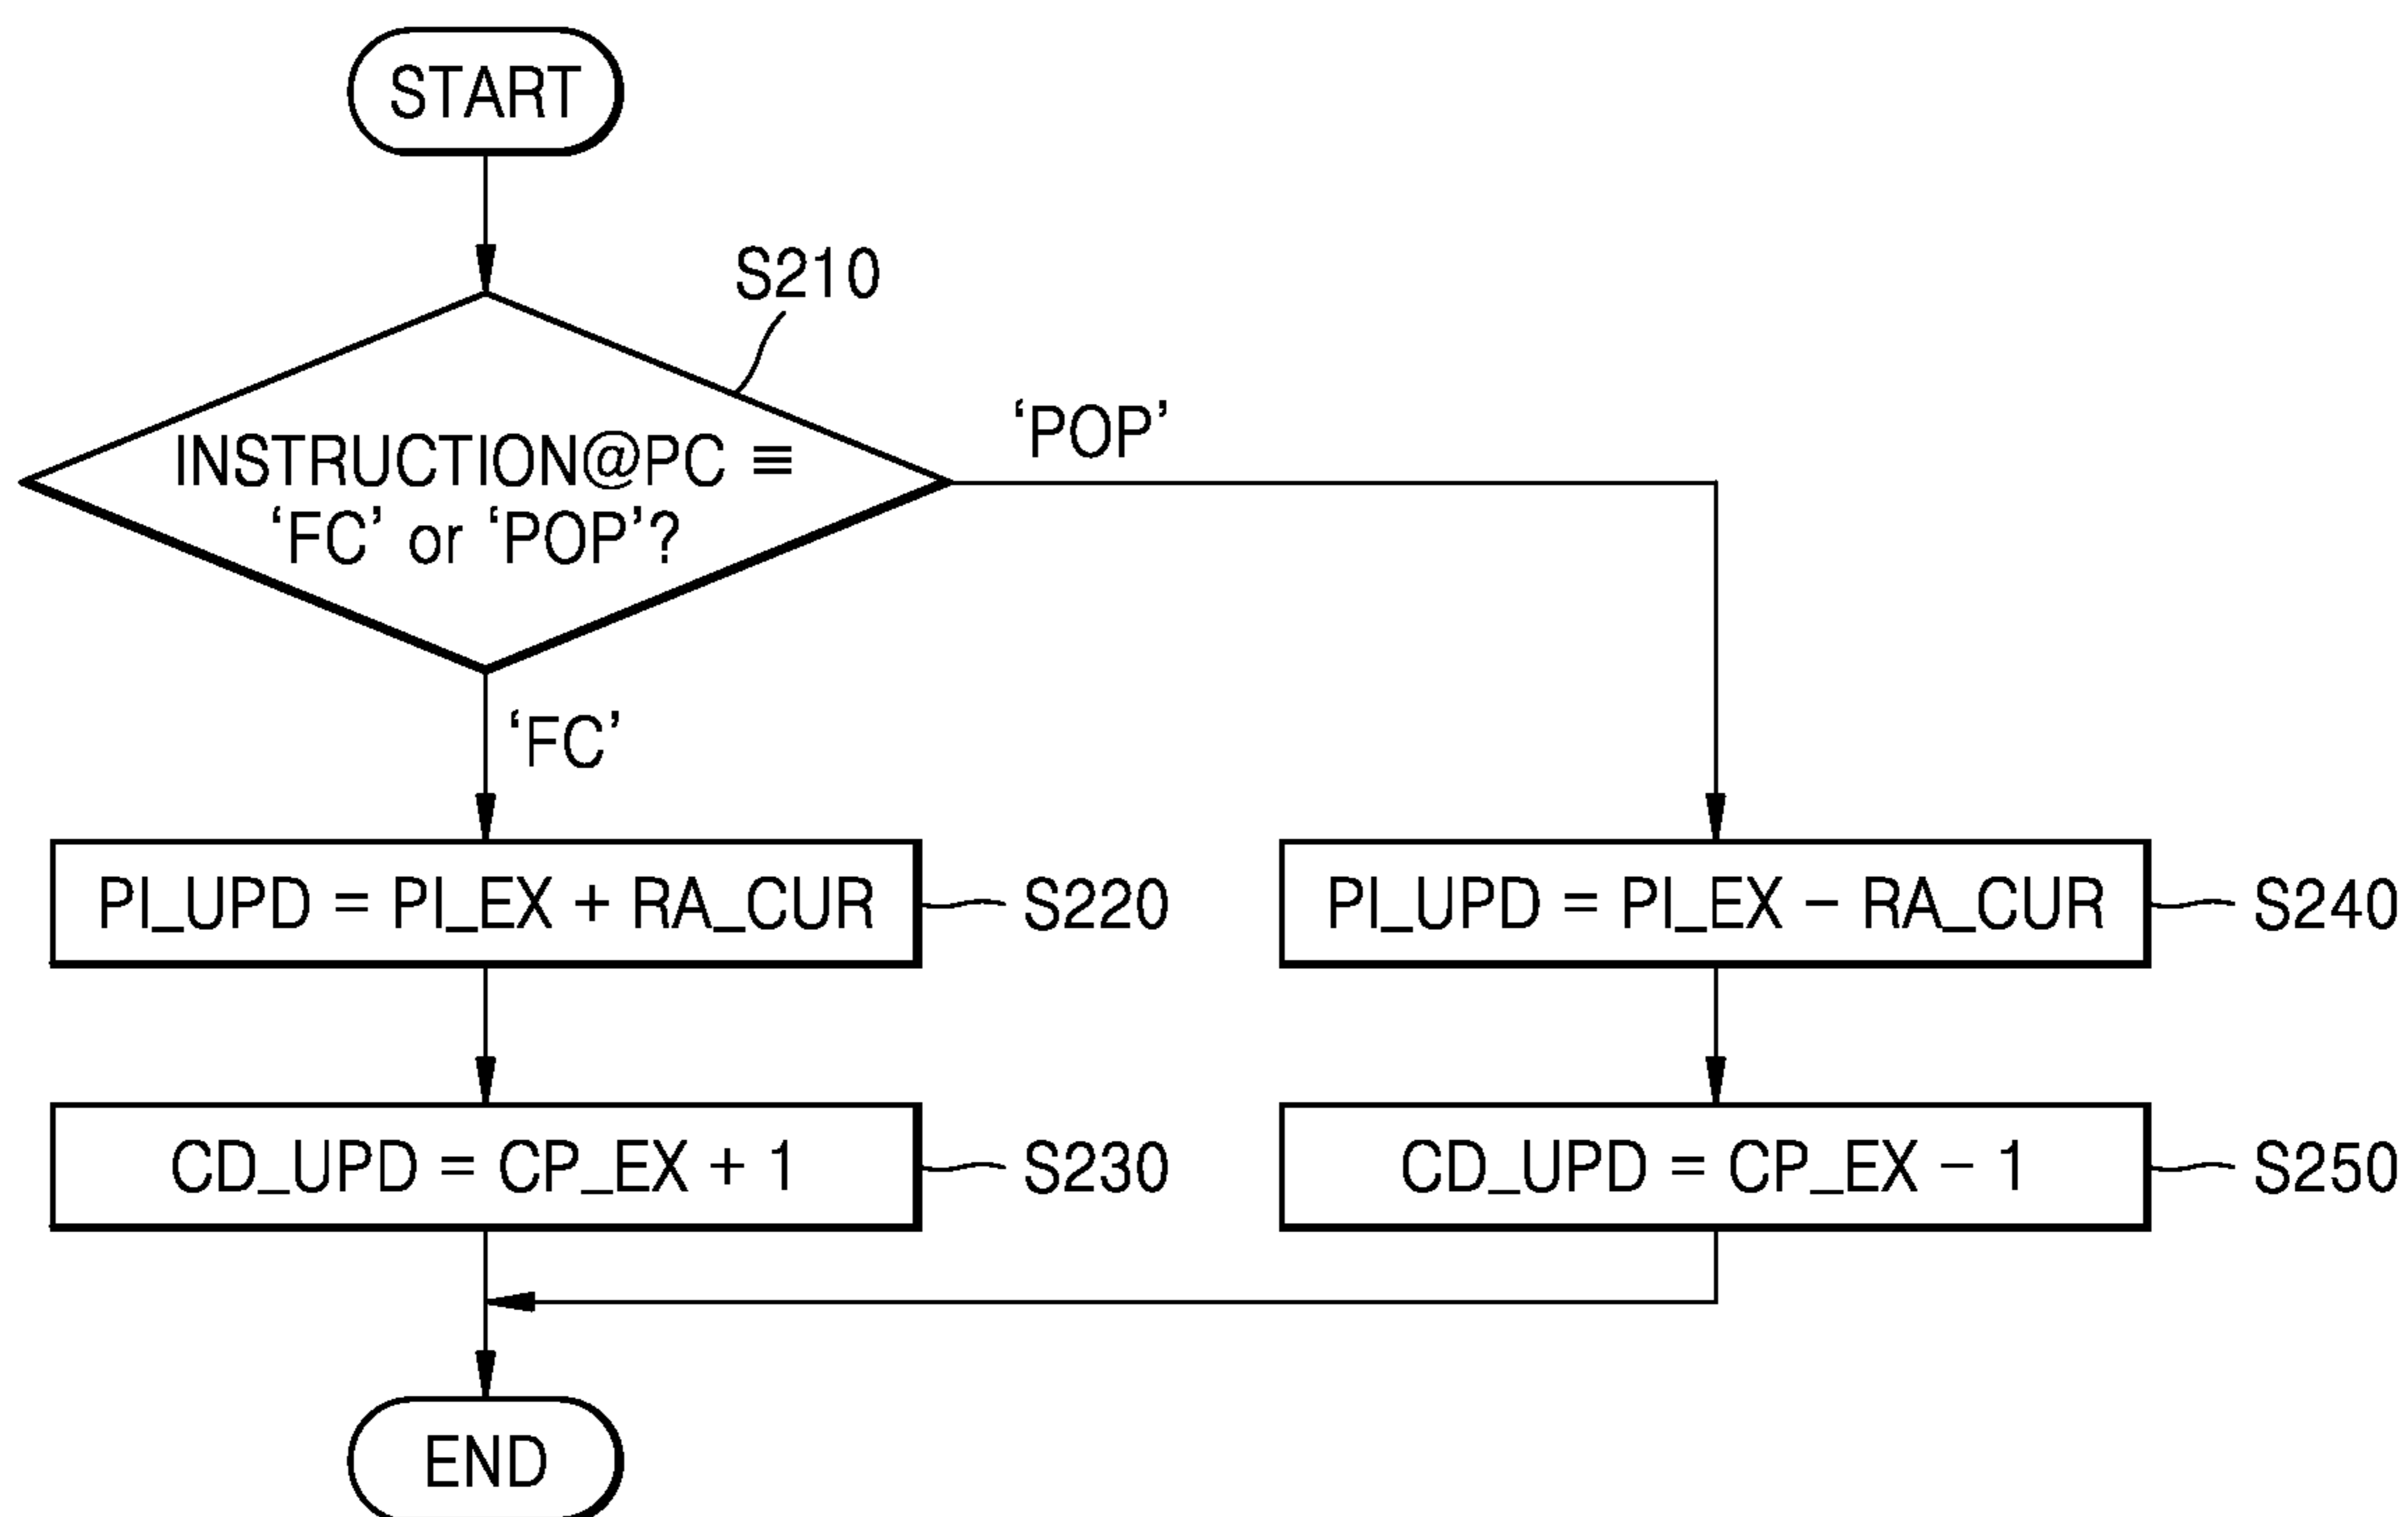 START
S210
INSTRUCTION@PC ≡
‘FC’ or ‘POP’?
‘POP’
‘FC’
PI_UPD = PI_EX + RA_CUR
S220
PI_UPD = PI_EX − RA_CUR
S240
CD_UPD = CP_EX + 1
S230
CD_UPD = CP_EX − 1
S250
END